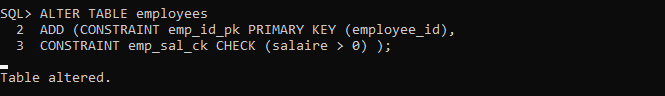 SQL> ALTER TABLE employees
2 ADD (CONSTRAINT emp_id_pk PRIMARY KEY (employee_id),
3 CONSTRAINT emp_sal_ck CHECK (salaire > 0) );
Table altered.